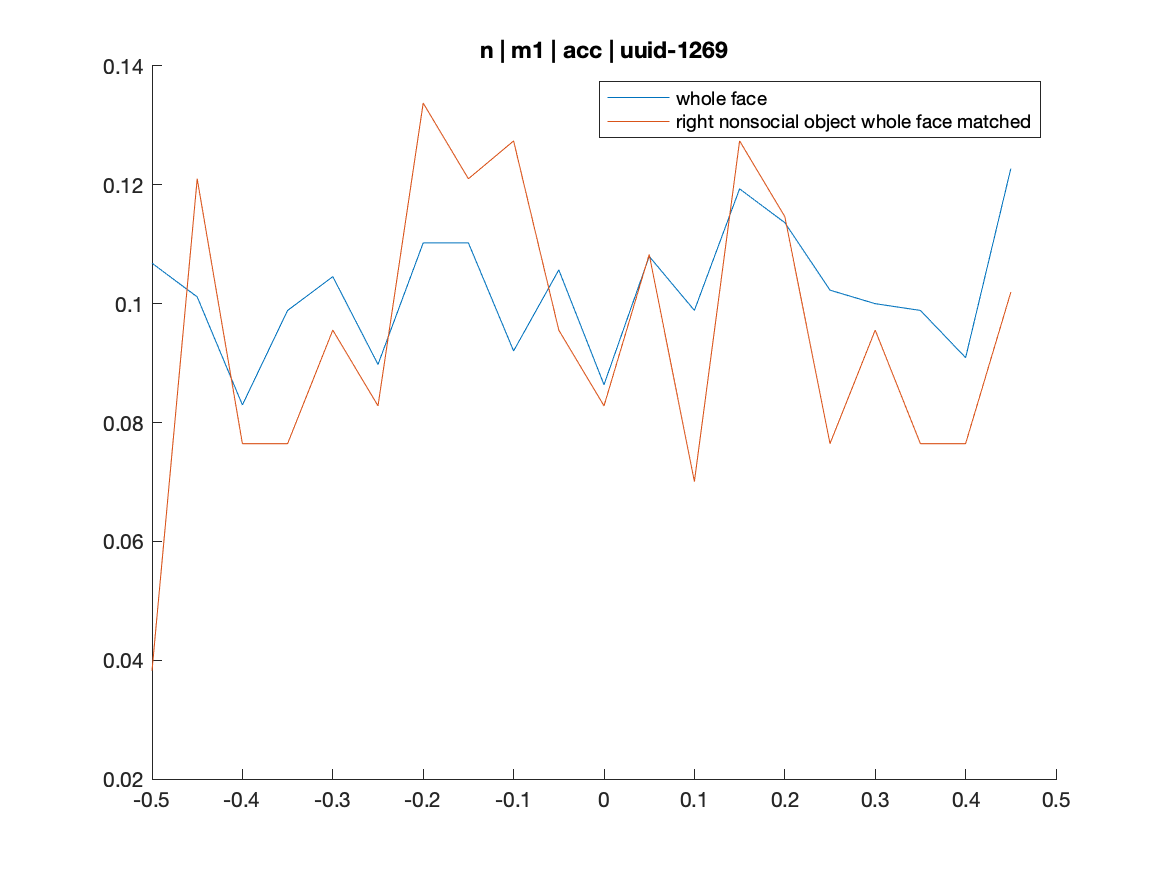 n | m1 | acc | uuid-1269
whole face
right nonsocial object whole face matched
0.14
0.12
0.1
0.08
0.06
0.04
0.02
-0.5 -0.4 -0.3 -0.2 -0.1 0 0.1 0.2 0.3 0.4 0.5